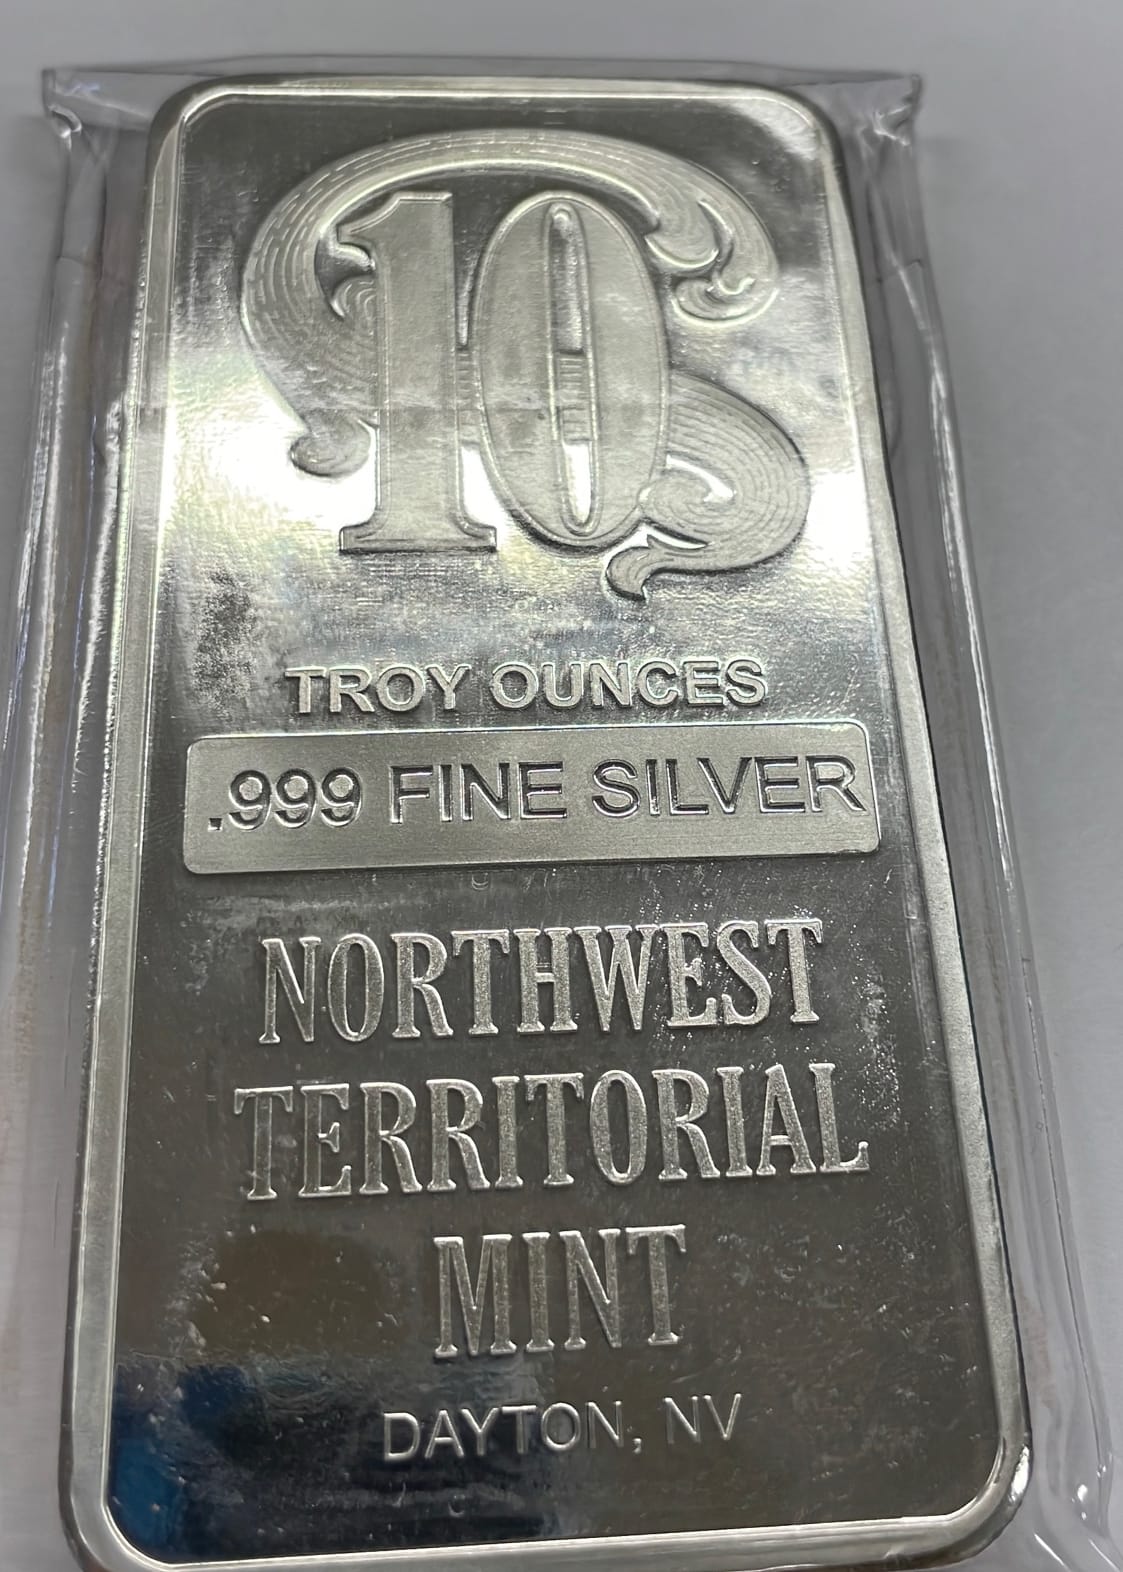 10
TROY OUNCES
.999 FINE SILVER
NORTHWEST
TERRITORIAL
MINT
DAYTON, NV